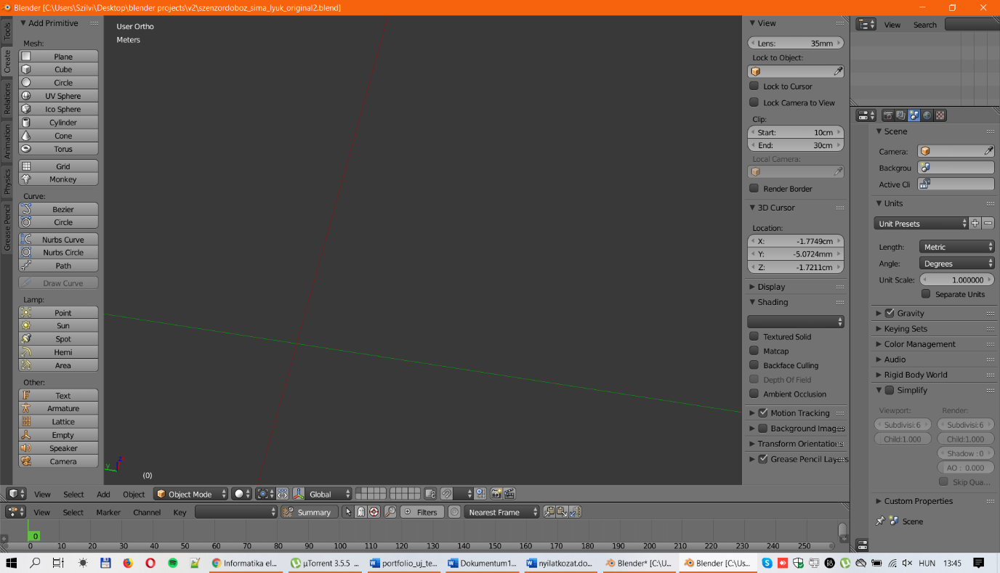 Blender [C:\Users\Szilvi\Desktop\blender projects\v2\szenzordoboz_sima_lyuk_original2.blend]
Tools
Create
Relations
Animation
Physics
Grease Pencil
Add Primitive
Mesh:
Plane
Cube
Circle
UV Sphere
Ico Sphere
Cylinder
Cone
Torus
Grid
Monkey
Curve:
Bezier
Circle
Nurbs Curve
Nurbs Circle
Path
Draw Curve
Lamp:
Point
Sun
Spot
Hemi
Area
Other:
Text
Armature
Lattice
Empty
Speaker
Camera
User Ortho
Meters
y z
(0)
View
Lens: 35mm
Lock to Object:
Lock to Cursor
Lock Camera to View
Clip:
Start: 10cm
End: 30cm
Local Camera:
Render Border
3D Cursor
Location:
X: -1.7749cm
Y: -5.0724mm
Z: -1.7211cm
Display
Shading
Textured Solid
Matcap
Backface Culling
Depth Of Field
Ambient Occlusion
Motion Tracking
Background Images
Transform Orientations
Grease Pencil Layers
View Search
Scene
Camera:
Backgrou
Active Cli
Units
Unit Presets
Length: Metric
Angle: Degrees
Unit Scale: 1.000000
Separate Units
Gravity
Keying Sets
Color Management
Audio
Rigid Body World
Simplify
Viewport: Render:
Subdivisi:6 Subdivisi:6
Child:1.000 Child:1.000
Shadow : 0
AO : 0.000
Skip Qua...
Custom Properties
Scene
View Select Add Object Object Mode Global
View Select Marker Channel Key Summary Filters Nearest Frame
0
0 10 20 30 40 50 60 70 80 90 100 110 120 130 140 150 160 170 180 190 200 210 220 230 240 250
Informatika el... µTorrent 3.5.5 ... portfolio_uj_te... Dokumentum1... nyilatkozat.do... Blender* [C:\U... Blender [C:\Us... HUN 13:45